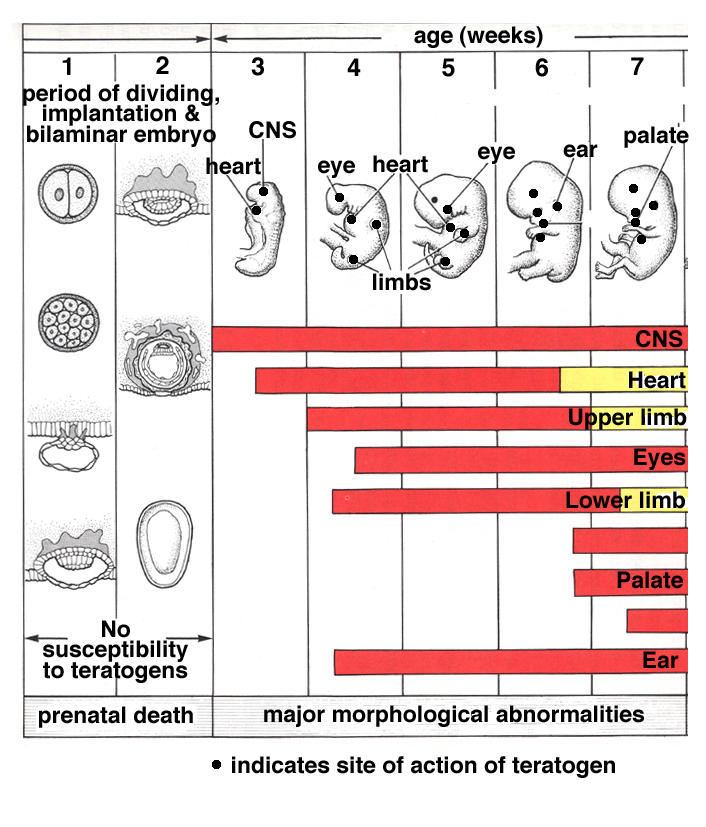 age (weeks)
1 2 3 4 5 6 7
period of dividing,
implantation &
bilaminar embryo
CNS
heart
eye
heart
eye
ear
palate
limbs
CNS
Heart
Upper limb
Eyes
Lower limb
Palate
Ear
No
susceptibility
to teratogens
prenatal death
major morphological abnormalities
• indicates site of action of teratogen